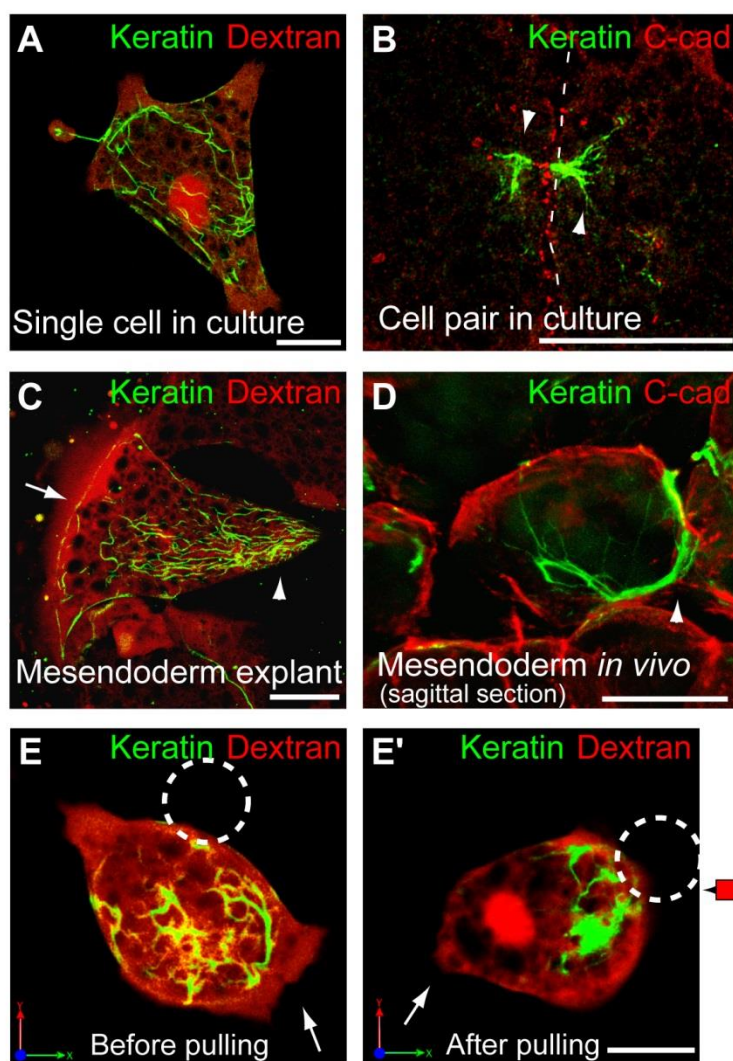 A
Keratin Dextran
Single cell in culture
B
Keratin C-cad
Cell pair in culture
C
Keratin Dextran
Mesendoderm explant
D
Keratin C-cad
Mesendoderm in vivo
(sagittal section)
E
Keratin Dextran
Y
X
Before pulling
E'
Keratin Dextran
Y
X
After pulling